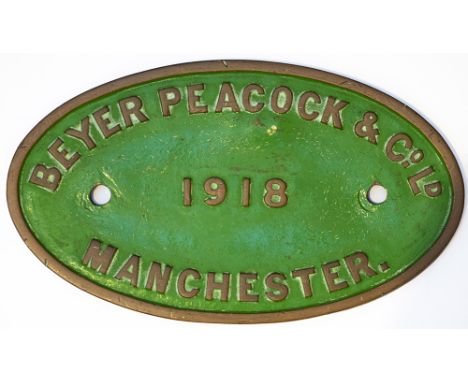 BEYER PEACOCK & Co. LD
1918
MANCHESTER.